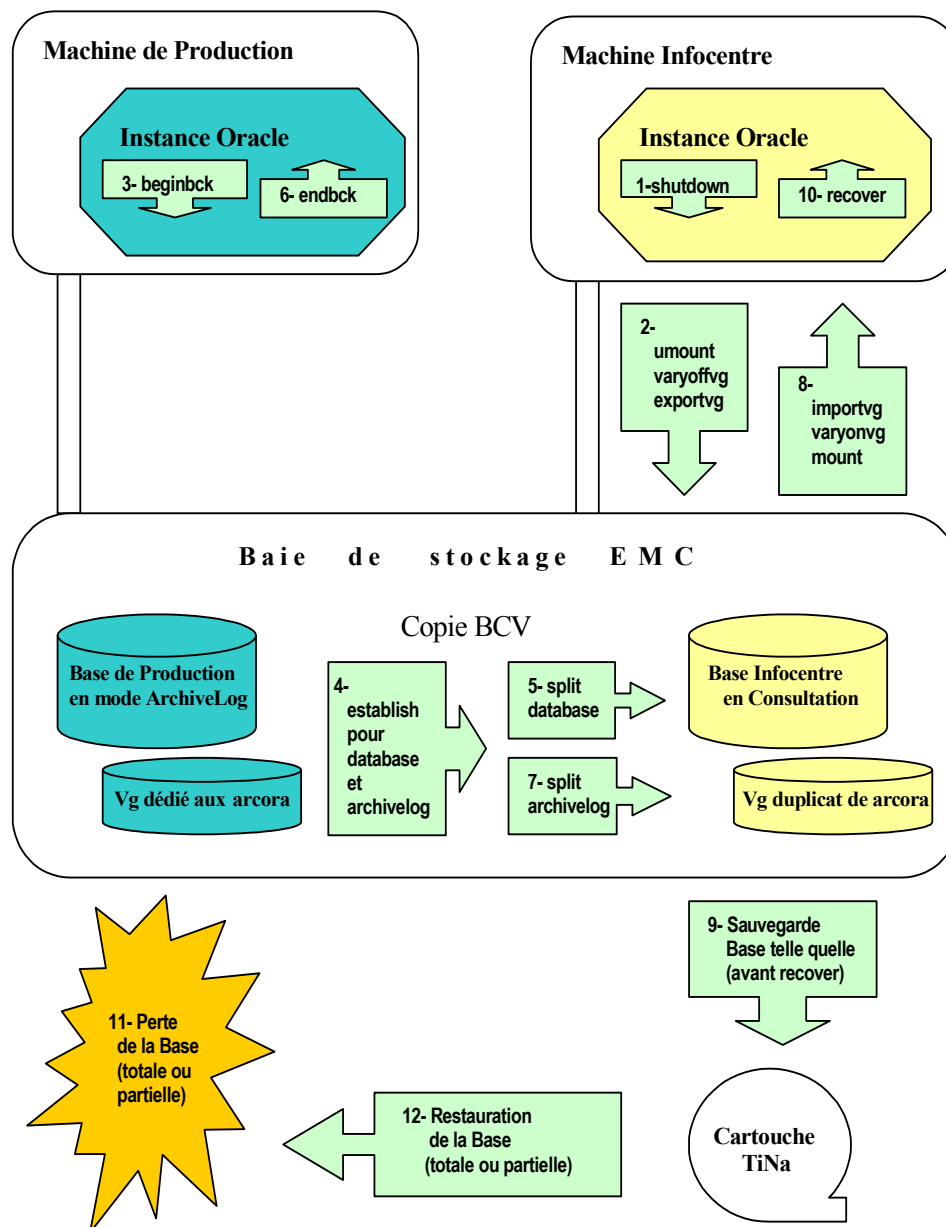 Machine de Production
Instance Oracle
3- beginbck
6- endbck
Machine Infocentre
Instance Oracle
1-shutdown
10- recover
2-
umount
varyoffvg
exportvg
8-
importvg
varyonvg
mount
Baie de stockage EMC
Copie BCV
Base de Production
en mode ArchiveLog
Vg dédié aux arcora
4-
establish
pour
database
et
archivelog
5- split
database
7- split
archivelog
Base Infocentre
en Consultation
Vg duplicat de arcora
9- Sauvegarde
Base telle quelle
(avant recover)
11- Perte
de la Base
(totale ou
partielle)
12- Restauration
de la Base
(totale ou partielle)
Cartouche
TiNa